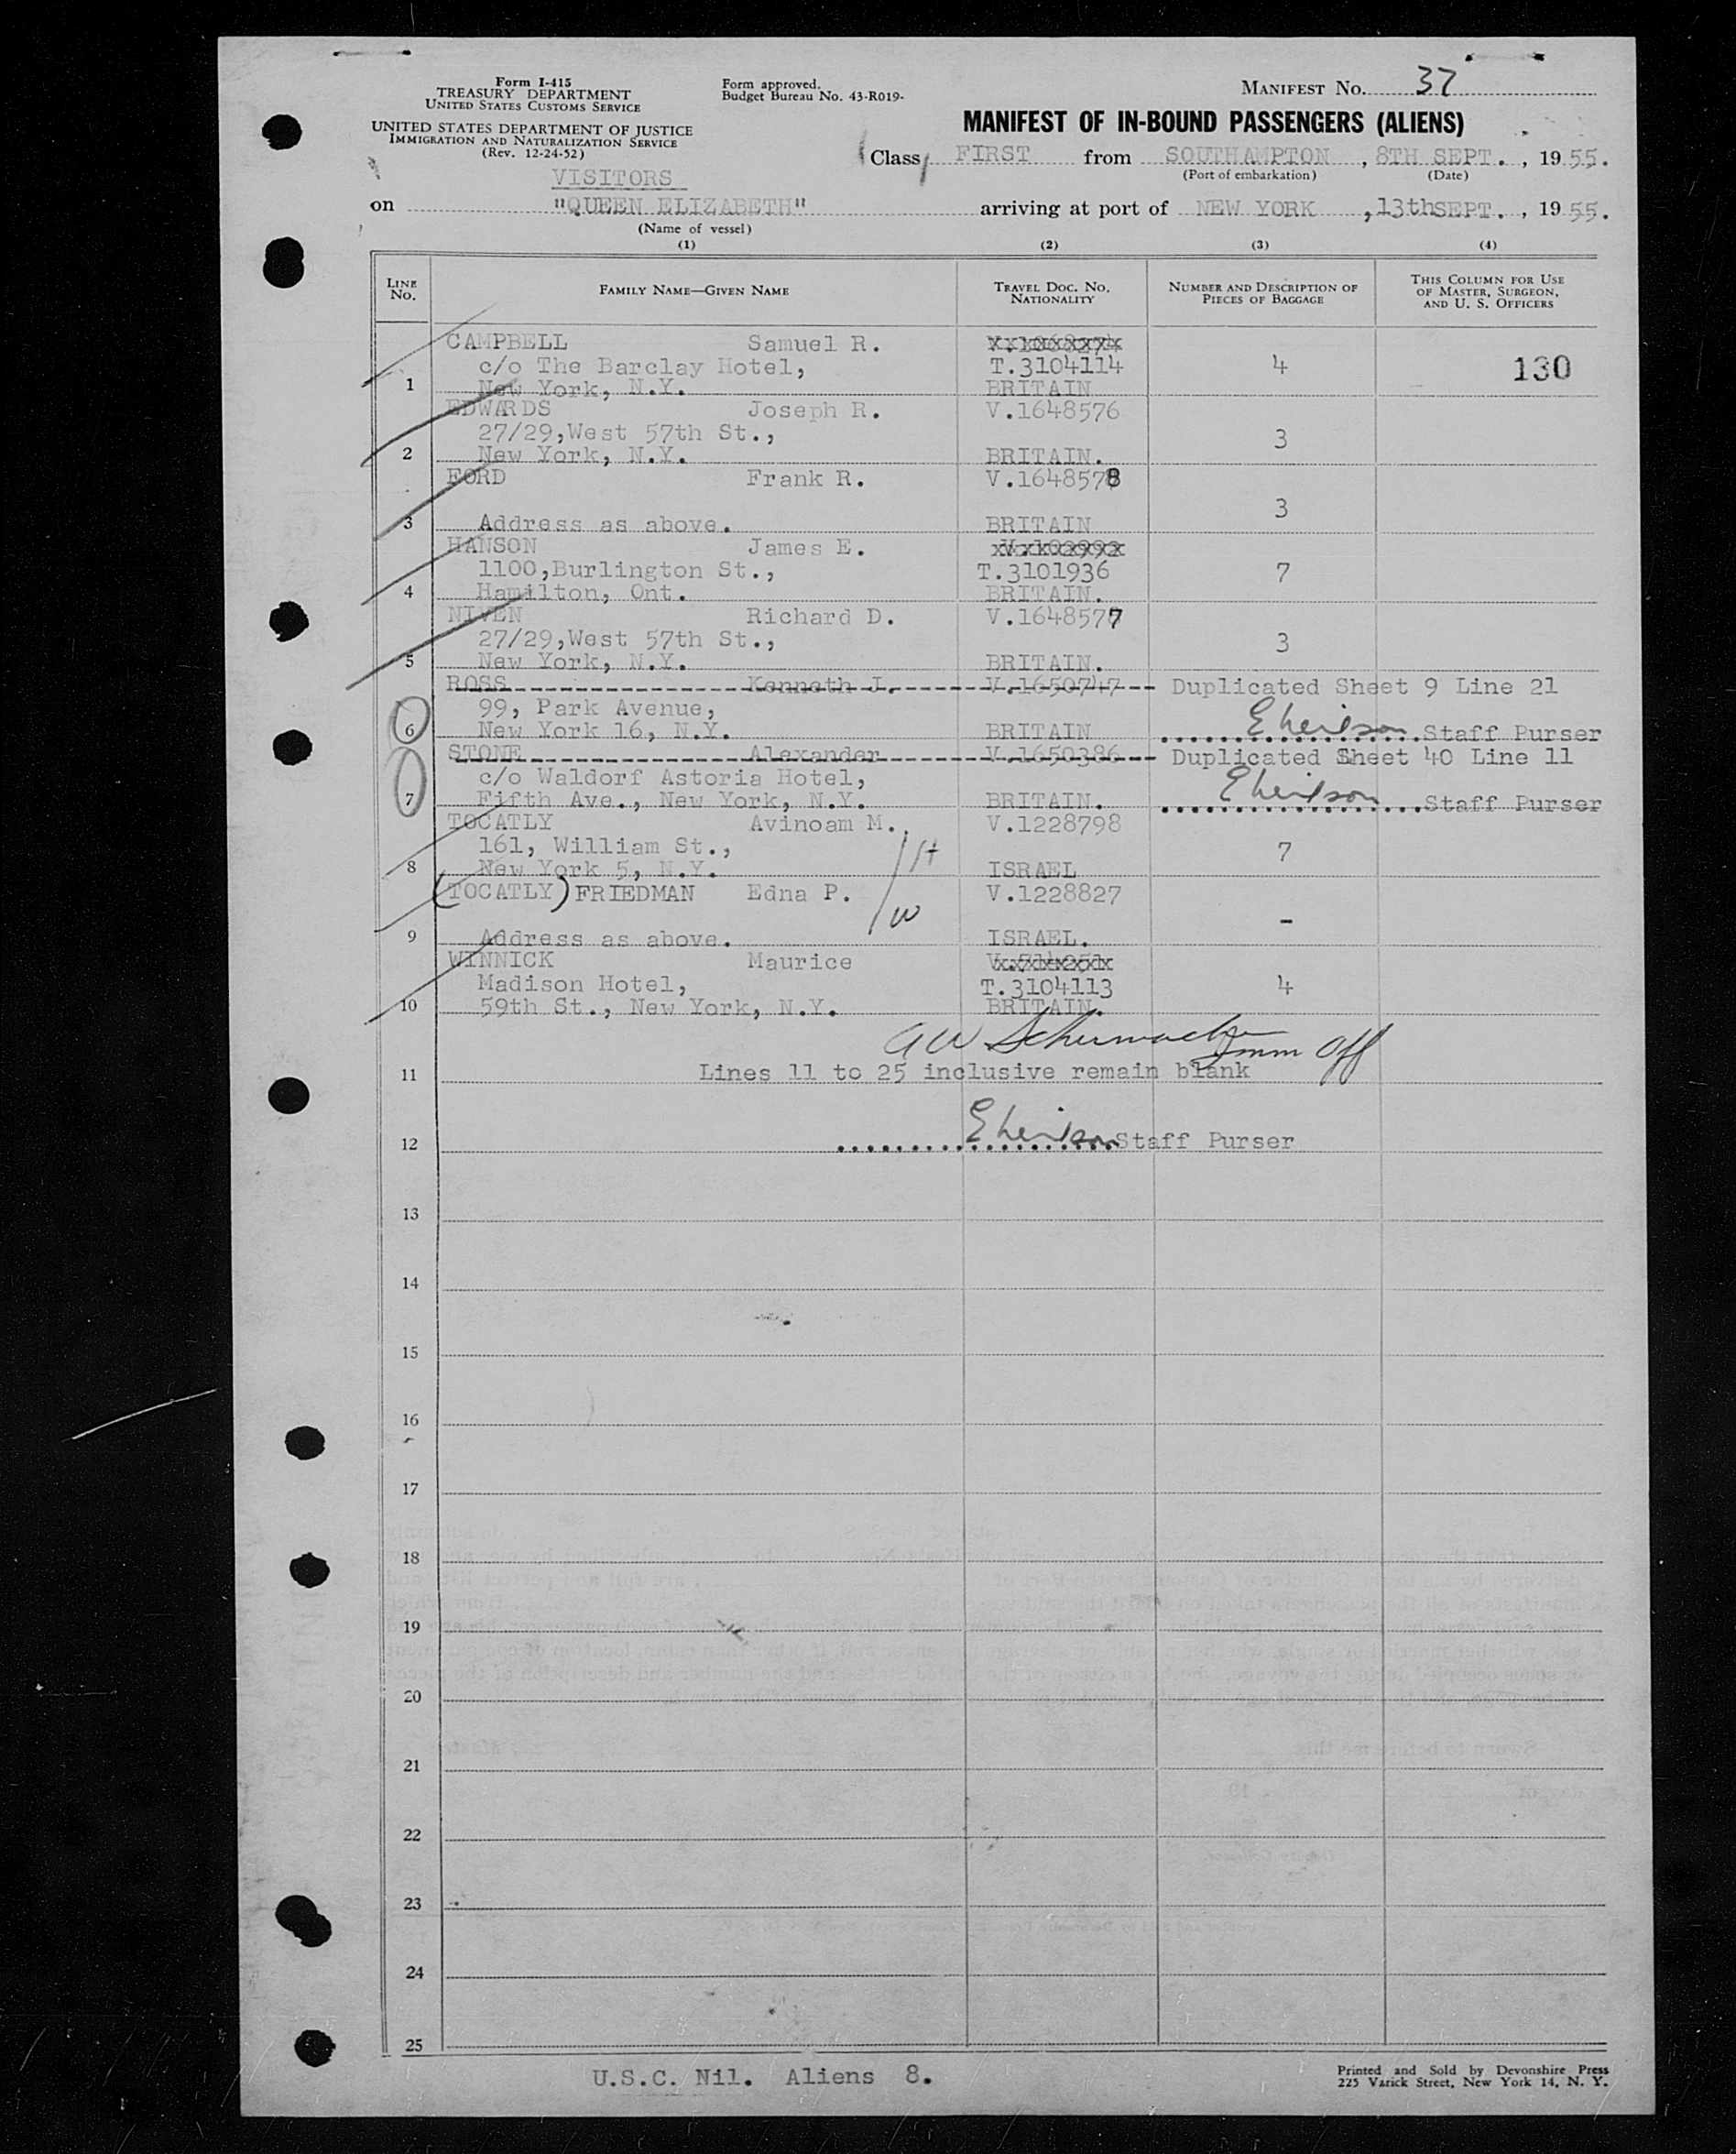 Form I-415
TREASURY DEPARTMENT
UNITED STATES CUSTOMS SERVICE
UNITED STATES DEPARTMENT OF JUSTICE
IMMIGRATION AND NATURALIZATION SERVICE
(Rev. 12-24-52)
Form approved.
Budget Bureau No. 43-R019-
MANIFEST No. 37
MANIFEST OF IN-BOUND PASSENGERS (ALIENS)
Class FIRST from SOUTHAMPTON, 8TH SEPT., 1955.
(Port of embarkation) (Date)
VISITORS
on "QUEEN ELIZABETH" arriving at port of NEW YORK, 13thSEPT., 1955.
(Name of vessel)
(1) (2) (3) (4)
LINE No. FAMILY NAME—GIVEN NAME TRAVEL DOC. No. NATIONALITY NUMBER AND DESCRIPTION OF PIECES OF BAGGAGE THIS COLUMN FOR USE OF MASTER, SURGEON, AND U. S. OFFICERS
CAMPBELL Samuel R.
c/o The Barclay Hotel, T.3104114 4 130
1 New York, N.Y. BRITAIN
EDWARDS Joseph R. V.1648576
27/29,West 57th St., 3
2 New York, N.Y. BRITAIN.
FORD Frank R. V.1648578
3
3 Address as above. BRITAIN
HANSON James E.
1100,Burlington St., T.3101936 7
4 Hamilton, Ont. BRITAIN.
NIVEN Richard D. V.1648577
27/29,West 57th St., 3
5 New York, N.Y. BRITAIN.
ROSS Kenneth J. V.1650747 Duplicated Sheet 9 Line 21
99, Park Avenue,
6 New York 16, N.Y. BRITAIN Staff Purser
STONE Alexander V.1650386 Duplicated Sheet 40 Line 11
c/o Waldorf Astoria Hotel,
7 Fifth Ave., New York, N.Y. BRITAIN. Staff Purser
TOCATLY Avinoam M. V.1228798
161, William St., H 7
8 New York 5, N.Y. ISRAEL
(TOCATLY) FRIEDMAN Edna P. V.1228827
W -
9 Address as above. ISRAEL.
WINNICK Maurice
Madison Hotel, T.3104113 4
10 59th St., New York, N.Y. BRITAIN.
Imm Off
11 Lines 11 to 25 inclusive remain blank
12 Staff Purser
13
14
15
16
17
18
19
20
21
22
23
24
25
U.S.C. Nil. Aliens 8.
Printed and Sold by Devonshire Press
225 Varick Street, New York 14, N. Y.